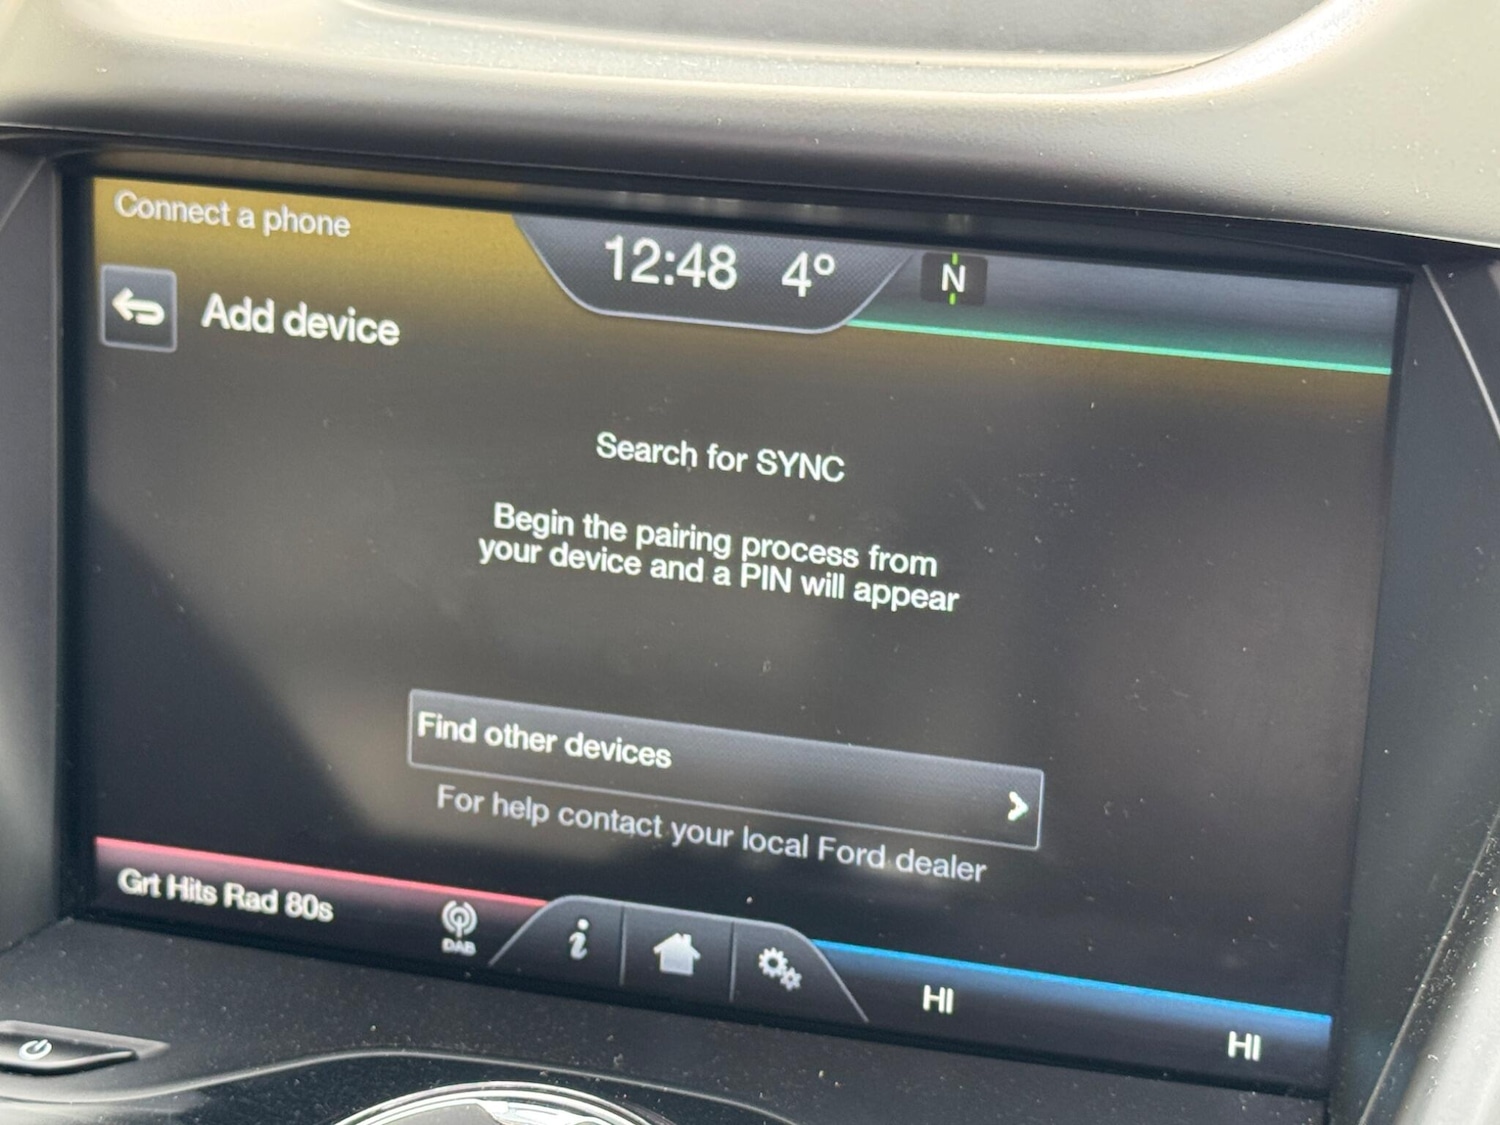 Connect a phone
12:48 4°
N
Add device
Search for SYNC
Begin the pairing process from
your device and a PIN will appear
Find other devices
For help contact your local Ford dealer
Grt Hits Rad 80s
DAB
i
HI
HI